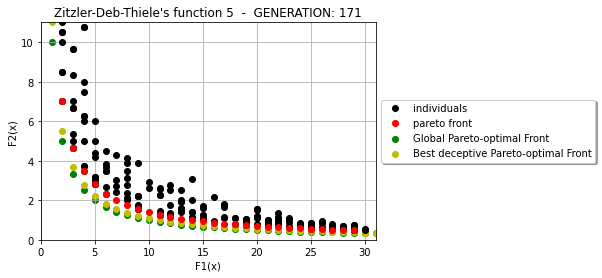 Zitzler-Deb-Thiele's function 5 - GENERATION: 171
10
8
6
4
2
0
F2(x)
0 5 10 15 20 25 30
F1(x)
individuals
pareto front
Global Pareto-optimal Front
Best deceptive Pareto-optimal Front